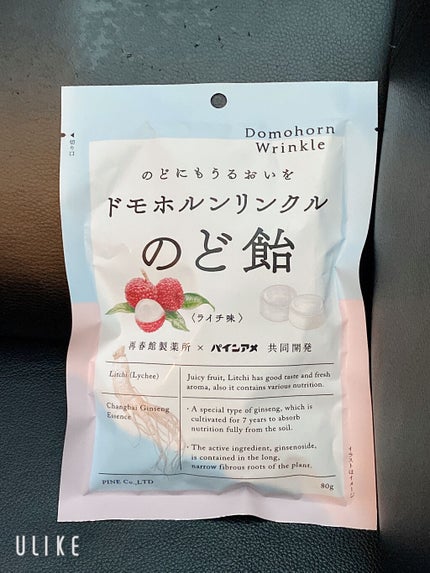 Domohorn
Wrinkle
切り口
のどにもうるおいを
ドモホルンリンクル
のど飴
〈ライチ味〉
再春館製薬所 × パインアメ 共同開発
Litchi (Lychee)
Juicy fruit, Litchi has good taste and fresh
aroma, also it contains various nutrition.
Changbai Ginseng
Essence
· A special type of ginseng, which is
cultivated for 7 years to absorb
nutrition fully from the soil.
· The active ingredient, ginsenoside,
is contained in the long,
narrow fibrous roots of the plant.
PINE Co.,LTD
80g
イラストはイメージ
ULIKE